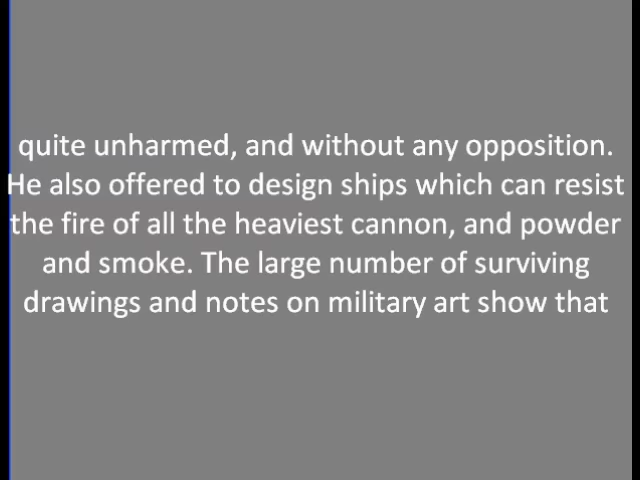 quite unharmed, and without any opposition.
He also offered to design ships which can resist
the fire of all the heaviest cannon, and powder
and smoke. The large number of surviving
drawings and notes on military art show that